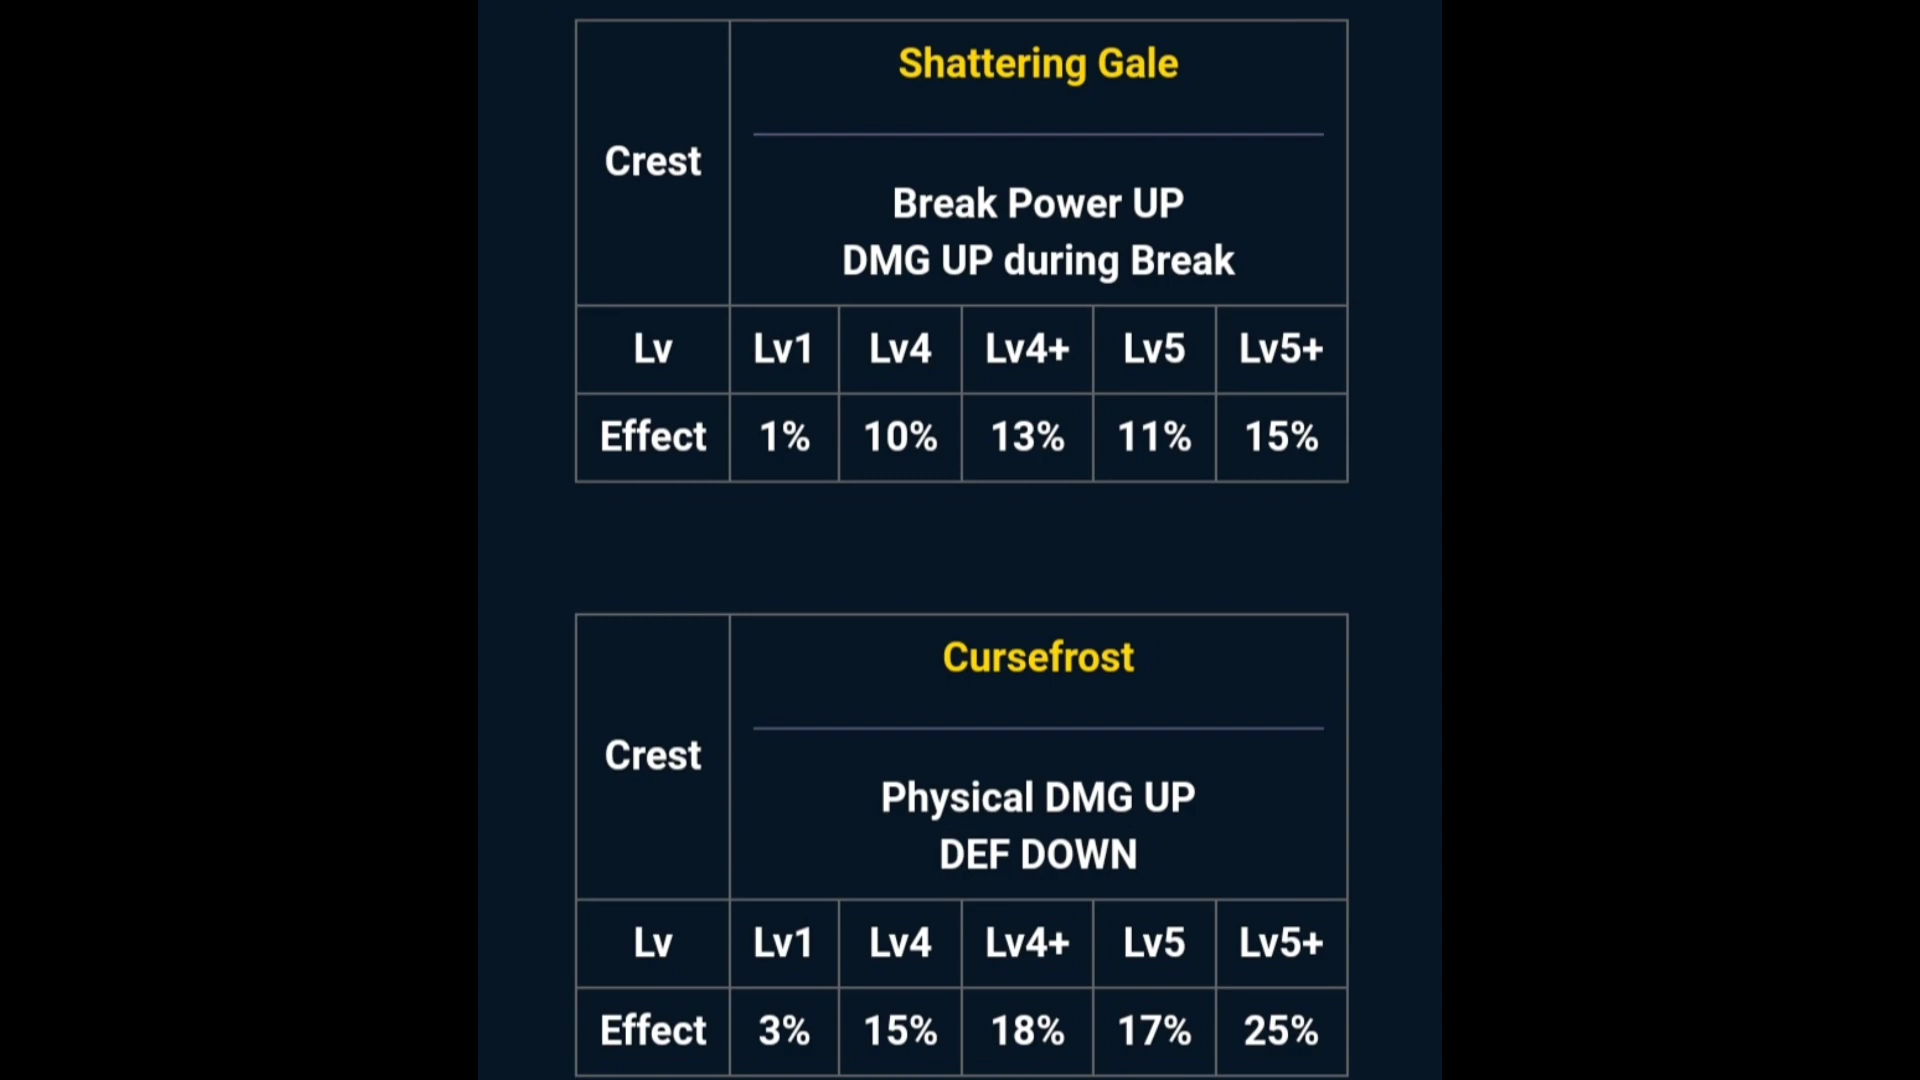 Shattering Gale
Crest
Break Power UP
DMG UP during Break
Lv Lv1 Lv4 Lv4+ Lv5 Lv5+
Effect 1% 10% 13% 11% 15%
Cursefrost
Crest
Physical DMG UP
DEF DOWN
Lv Lv1 Lv4 Lv4+ Lv5 Lv5+
Effect 3% 15% 18% 17% 25%